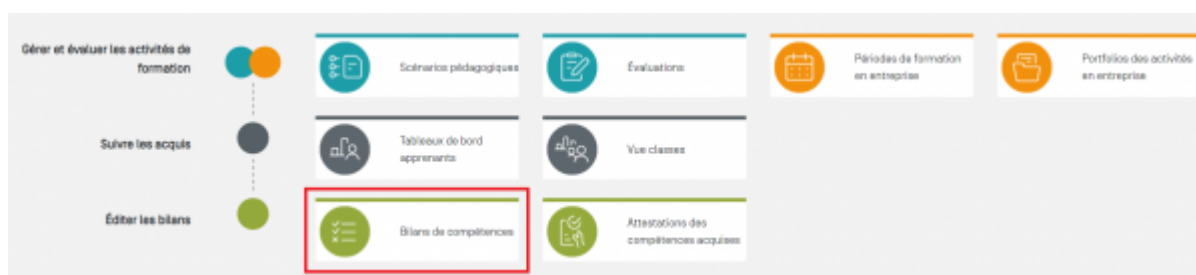 Gérer et évaluer les activités de
formation
Scénarios pédagogiques
Évaluations
Périodes de formation
en entreprise
Portfolios des activités
en entreprise
Suivre les acquis
Tableaux de bord
apprenants
Vue classes
Éditer les bilans
Bilans de compétences
Attestations des
compétences acquises